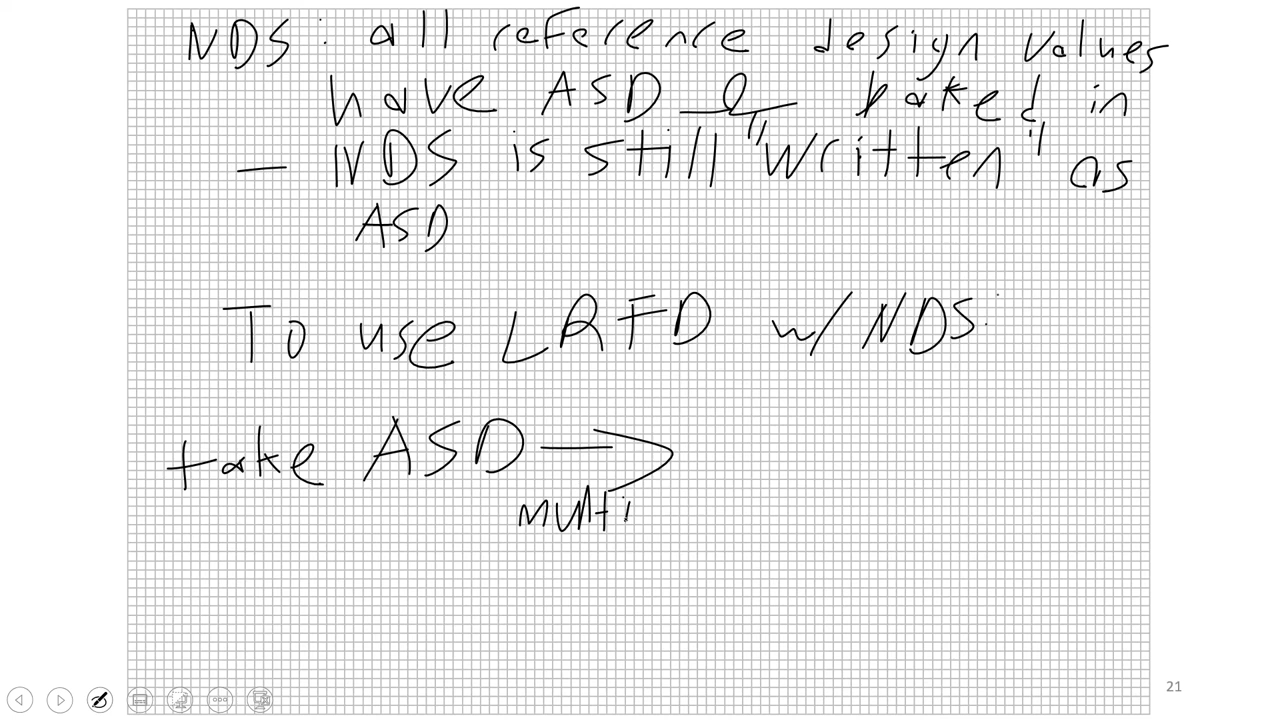 NDS: all reference design values
have ASD Ω baked in
— NDS is still "written" as
ASD
To use LRFD w/ NDS:
take ASD →
multi
21